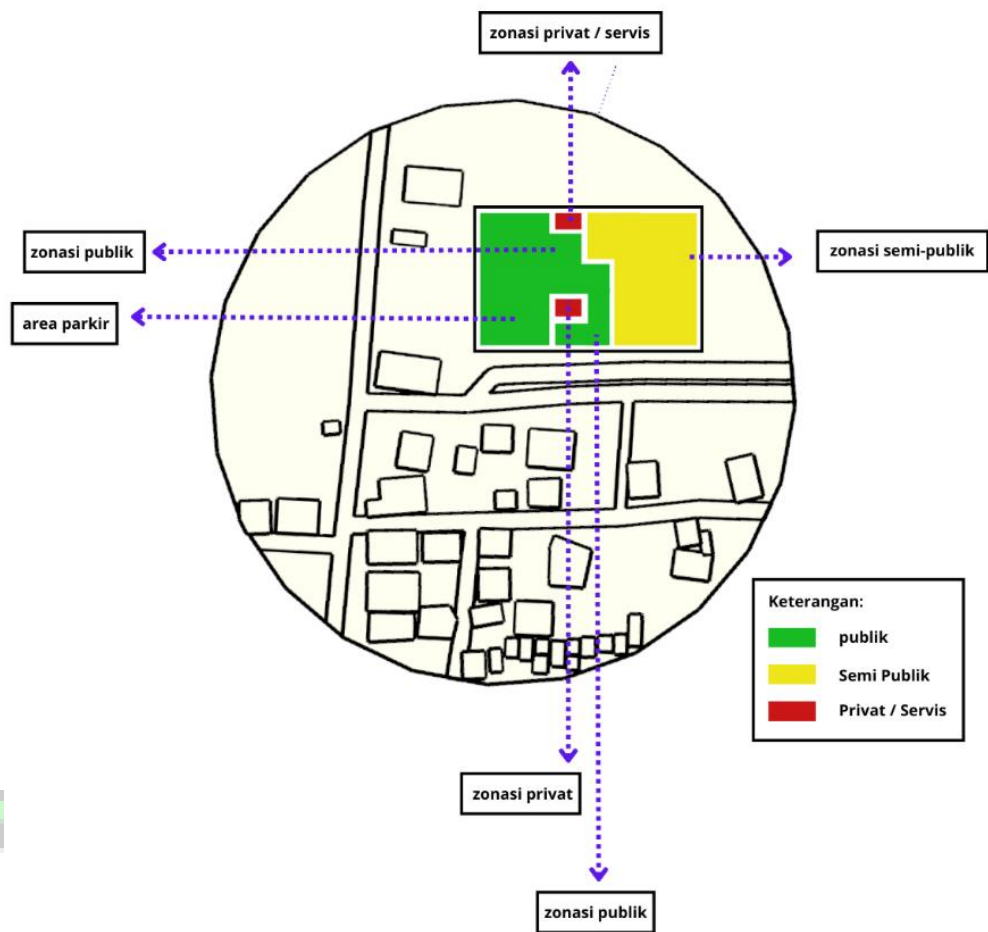 zonasi privat / servis
zonasi publik
zonasi semi-publik
area parkir
Keterangan:
publik
Semi Publik
Privat / Servis
zonasi privat
zonasi publik